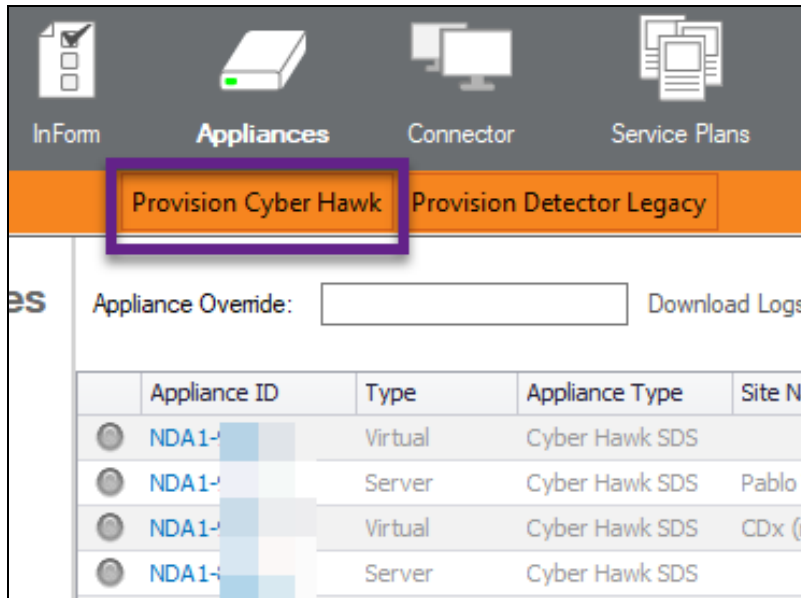 InForm Appliances Connector Service Plans
Provision Cyber Hawk Provision Detector Legacy
es Appliance Override: Download Logs
Appliance ID Type Appliance Type Site N
NDA1- Virtual Cyber Hawk SDS
NDA1- Server Cyber Hawk SDS Pablo
NDA1- Virtual Cyber Hawk SDS CDx (
NDA1- Server Cyber Hawk SDS